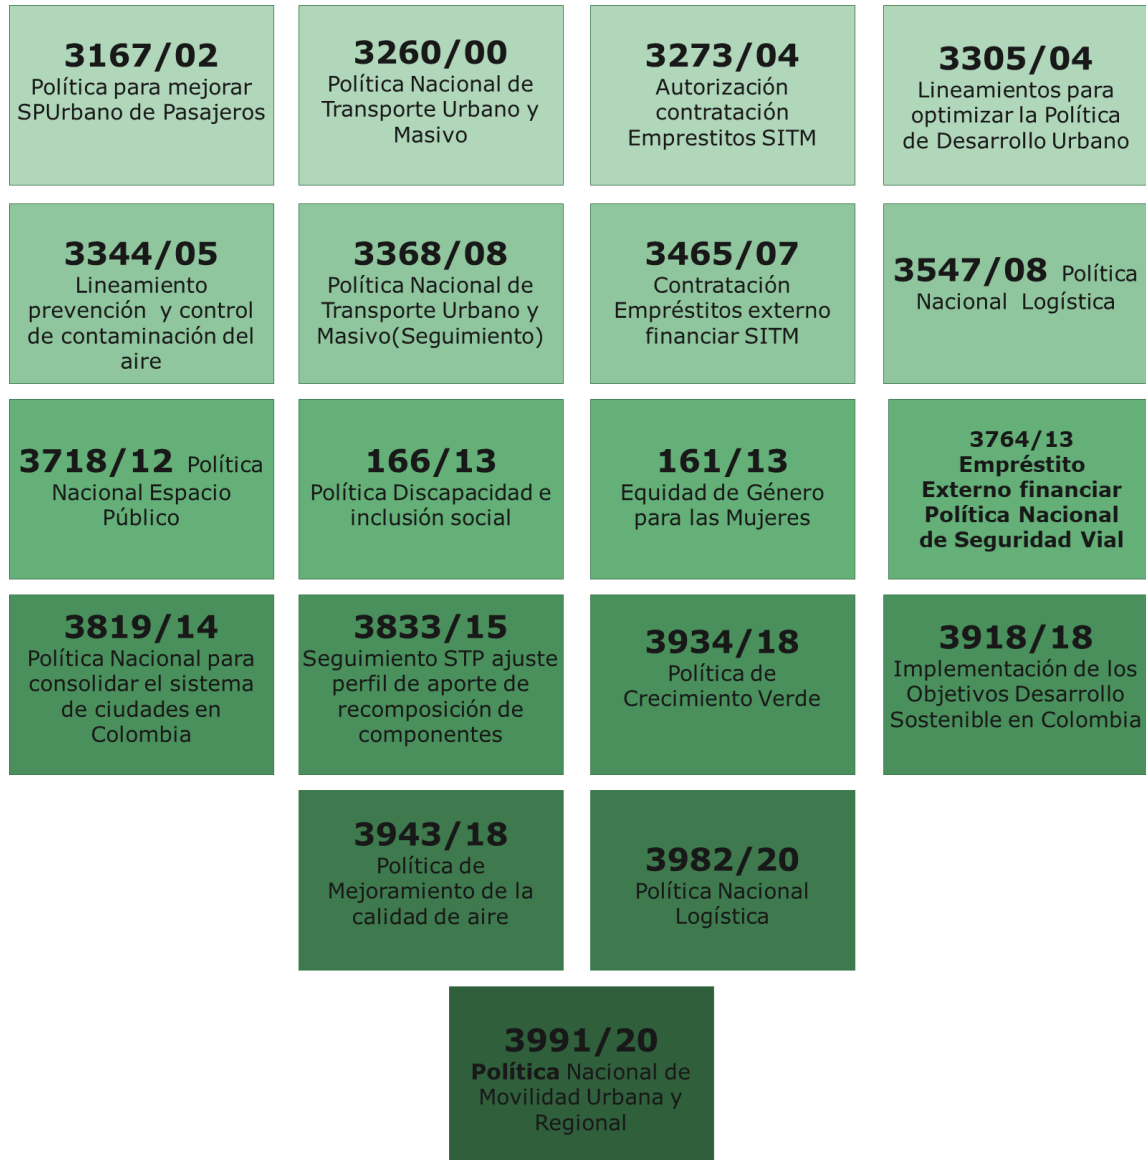 3167/02
Política para mejorar
SPUrbano de Pasajeros
3260/00
Política Nacional de
Transporte Urbano y
Masivo
3273/04
Autorización
contratación
Emprestitos SITM
3305/04
Lineamientos para
optimizar la Política
de Desarrollo Urbano
3344/05
Lineamiento
prevención y control
de contaminación del
aire
3368/08
Política Nacional de
Transporte Urbano y
Masivo(Seguimiento)
3465/07
Contratación
Empréstitos externo
financiar SITM
3547/08 Política
Nacional Logística
3718/12 Política
Nacional Espacio
Público
166/13
Política Discapacidad e
inclusión social
161/13
Equidad de Género
para las Mujeres
3764/13
Empréstito
Externo financiar
Política Nacional
de Seguridad Vial
3819/14
Política Nacional para
consolidar el sistema
de ciudades en
Colombia
3833/15
Seguimiento STP ajuste
perfil de aporte de
recomposición de
componentes
3934/18
Política de
Crecimiento Verde
3918/18
Implementación de los
Objetivos Desarrollo
Sostenible en Colombia
3943/18
Política de
Mejoramiento de la
calidad de aire
3982/20
Política Nacional
Logística
3991/20
Política Nacional de
Movilidad Urbana y
Regional